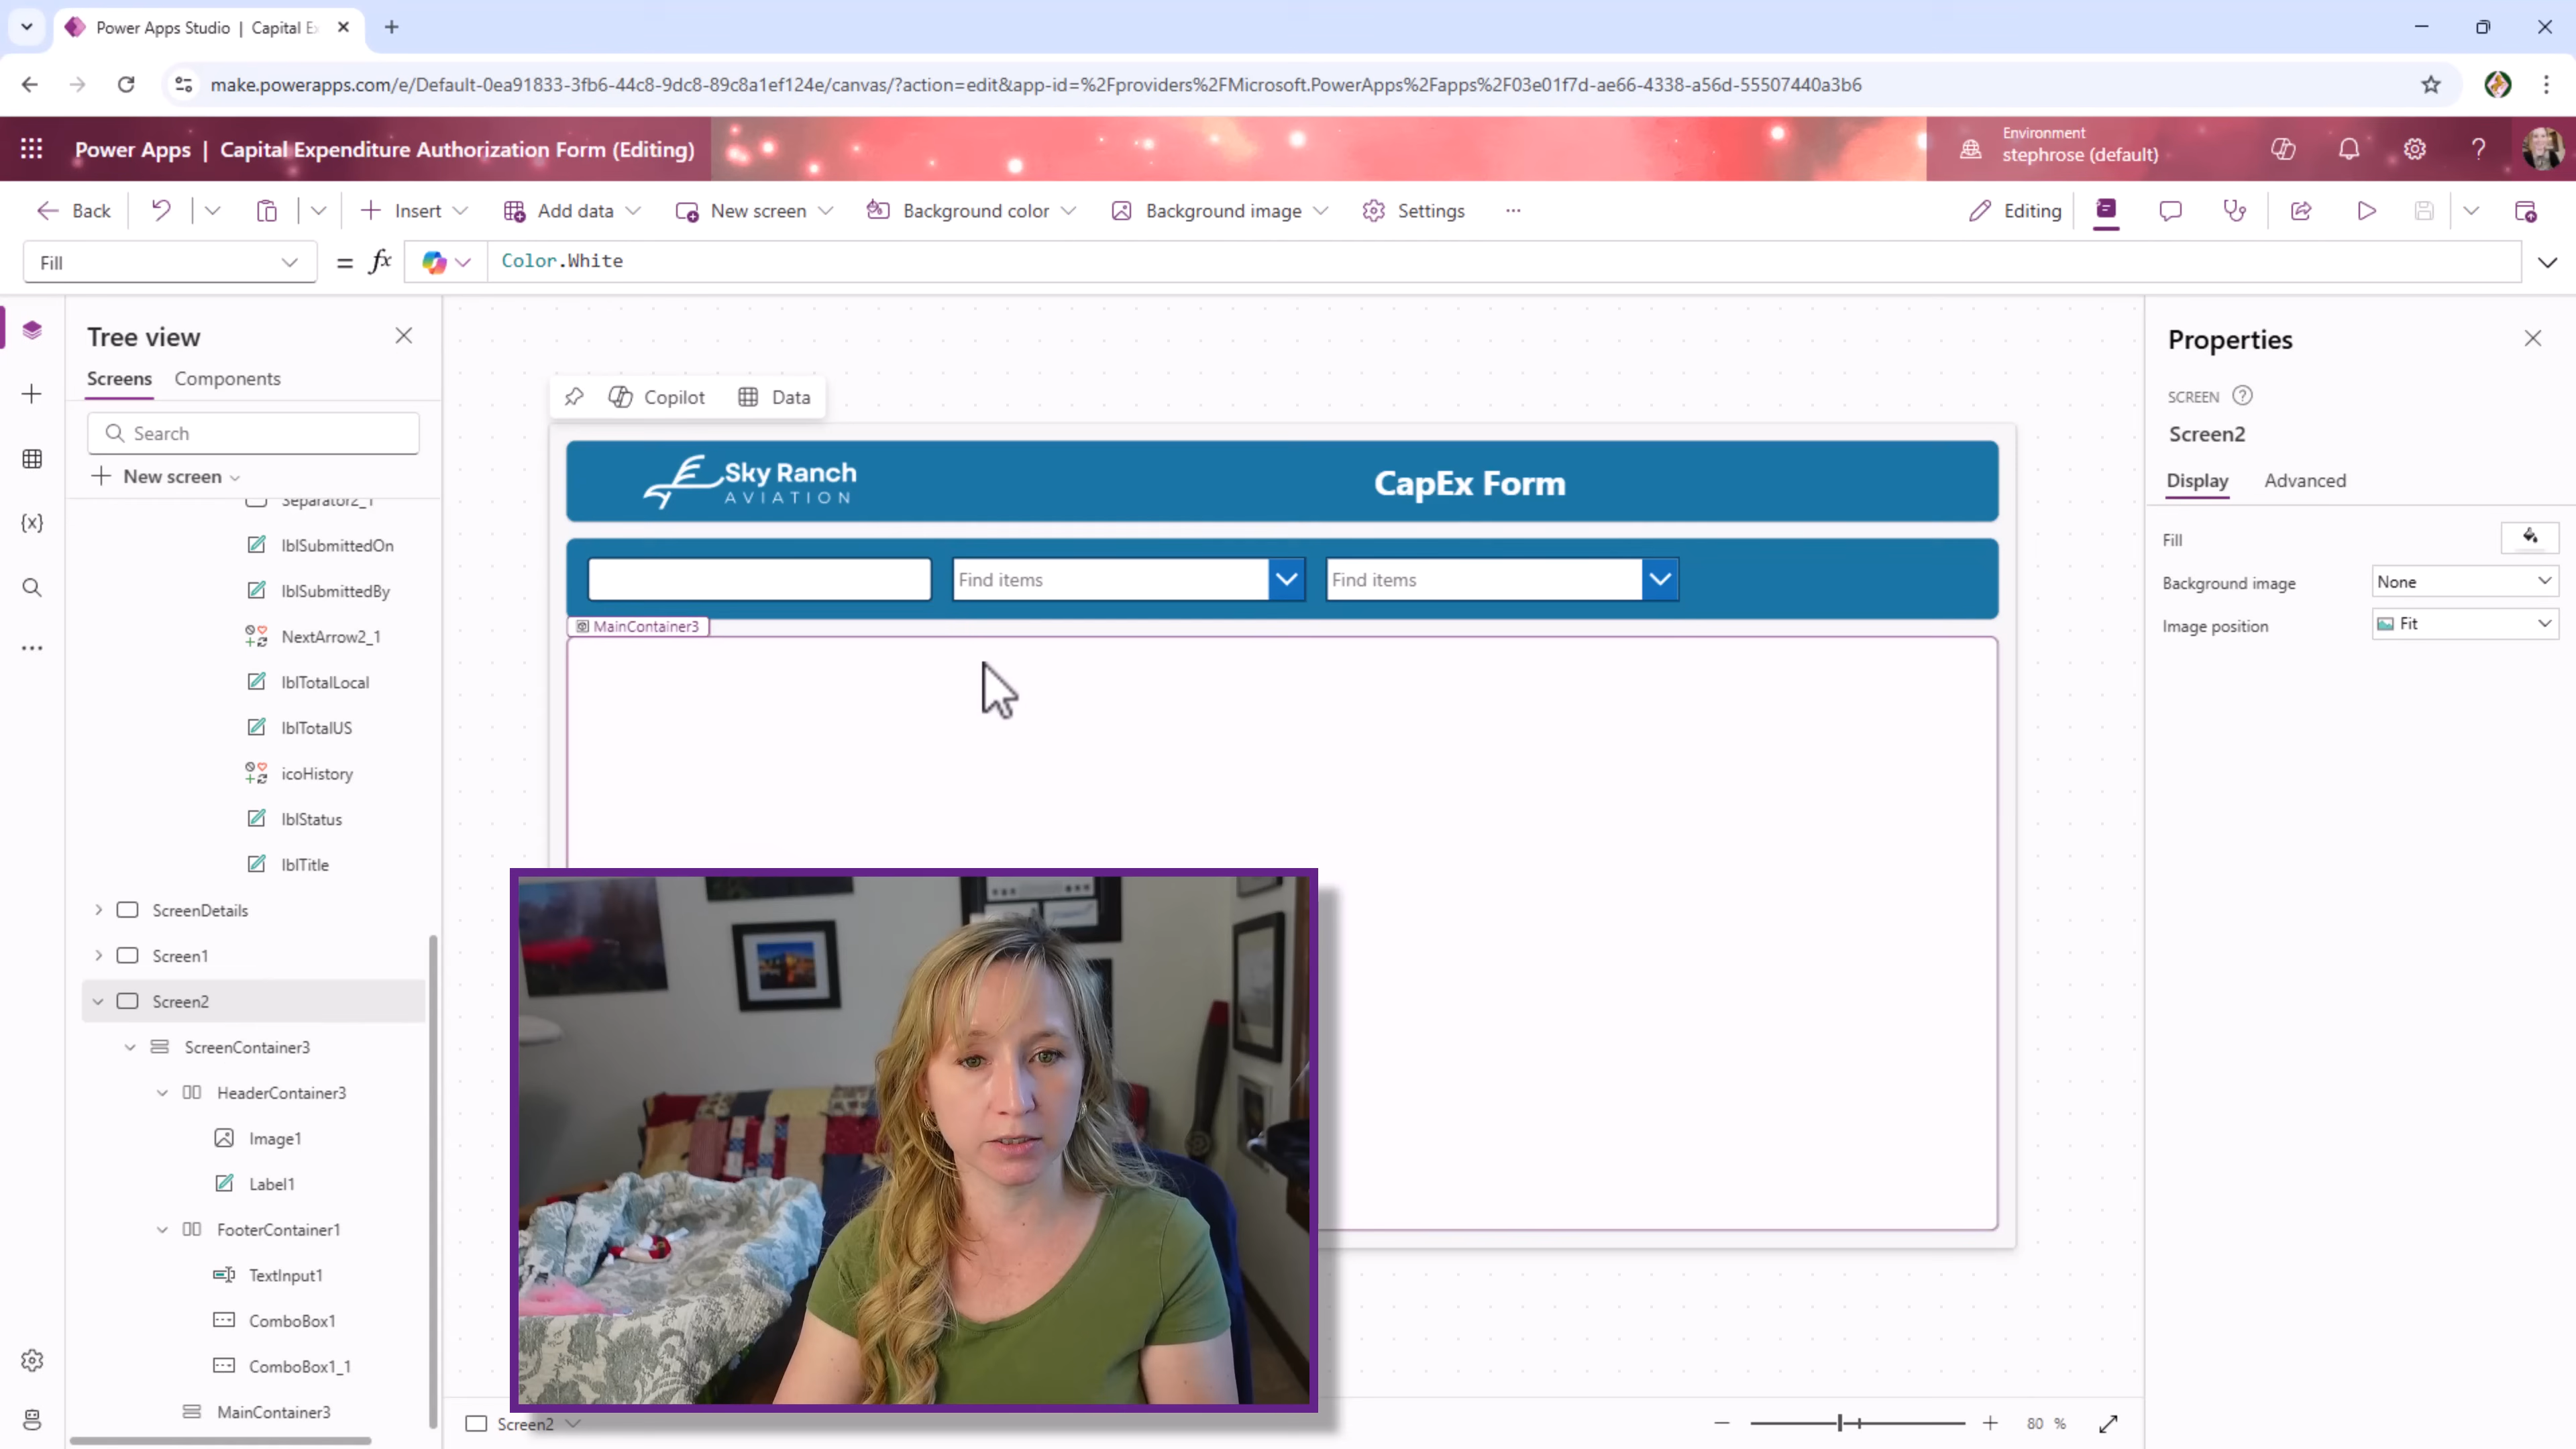 Power Apps Studio | Capital Ex
make.powerapps.com/e/Default-0ea91833-3fb6-44c8-9dc8-89c8a1ef124e/canvas/?action=edit&app-id=%2Fproviders%2FMicrosoft.PowerApps%2Fapps%2F03e01f7d-ae66-4338-a56d-55507440a3b6
Power Apps | Capital Expenditure Authorization Form (Editing)
Environment
stephrose (default)
Back
Insert
Add data
New screen
Background color
Background image
Settings
Editing
Fill
= fx
Color.White
Tree view
Screens
Components
Search
New screen
Separator2_1
lblSubmittedOn
lblSubmittedBy
NextArrow2_1
lblTotalLocal
lblTotalUS
icoHistory
lblStatus
lblTitle
ScreenDetails
Screen1
Screen2
ScreenContainer3
HeaderContainer3
Image1
Label1
FooterContainer1
TextInput1
ComboBox1
ComboBox1_1
MainContainer3
Copilot
Data
Sky Ranch
AVIATION
CapEx Form
Find items
Find items
MainContainer3
Screen2
80 %
Properties
SCREEN
Screen2
Display
Advanced
Fill
Background image
None
Image position
Fit